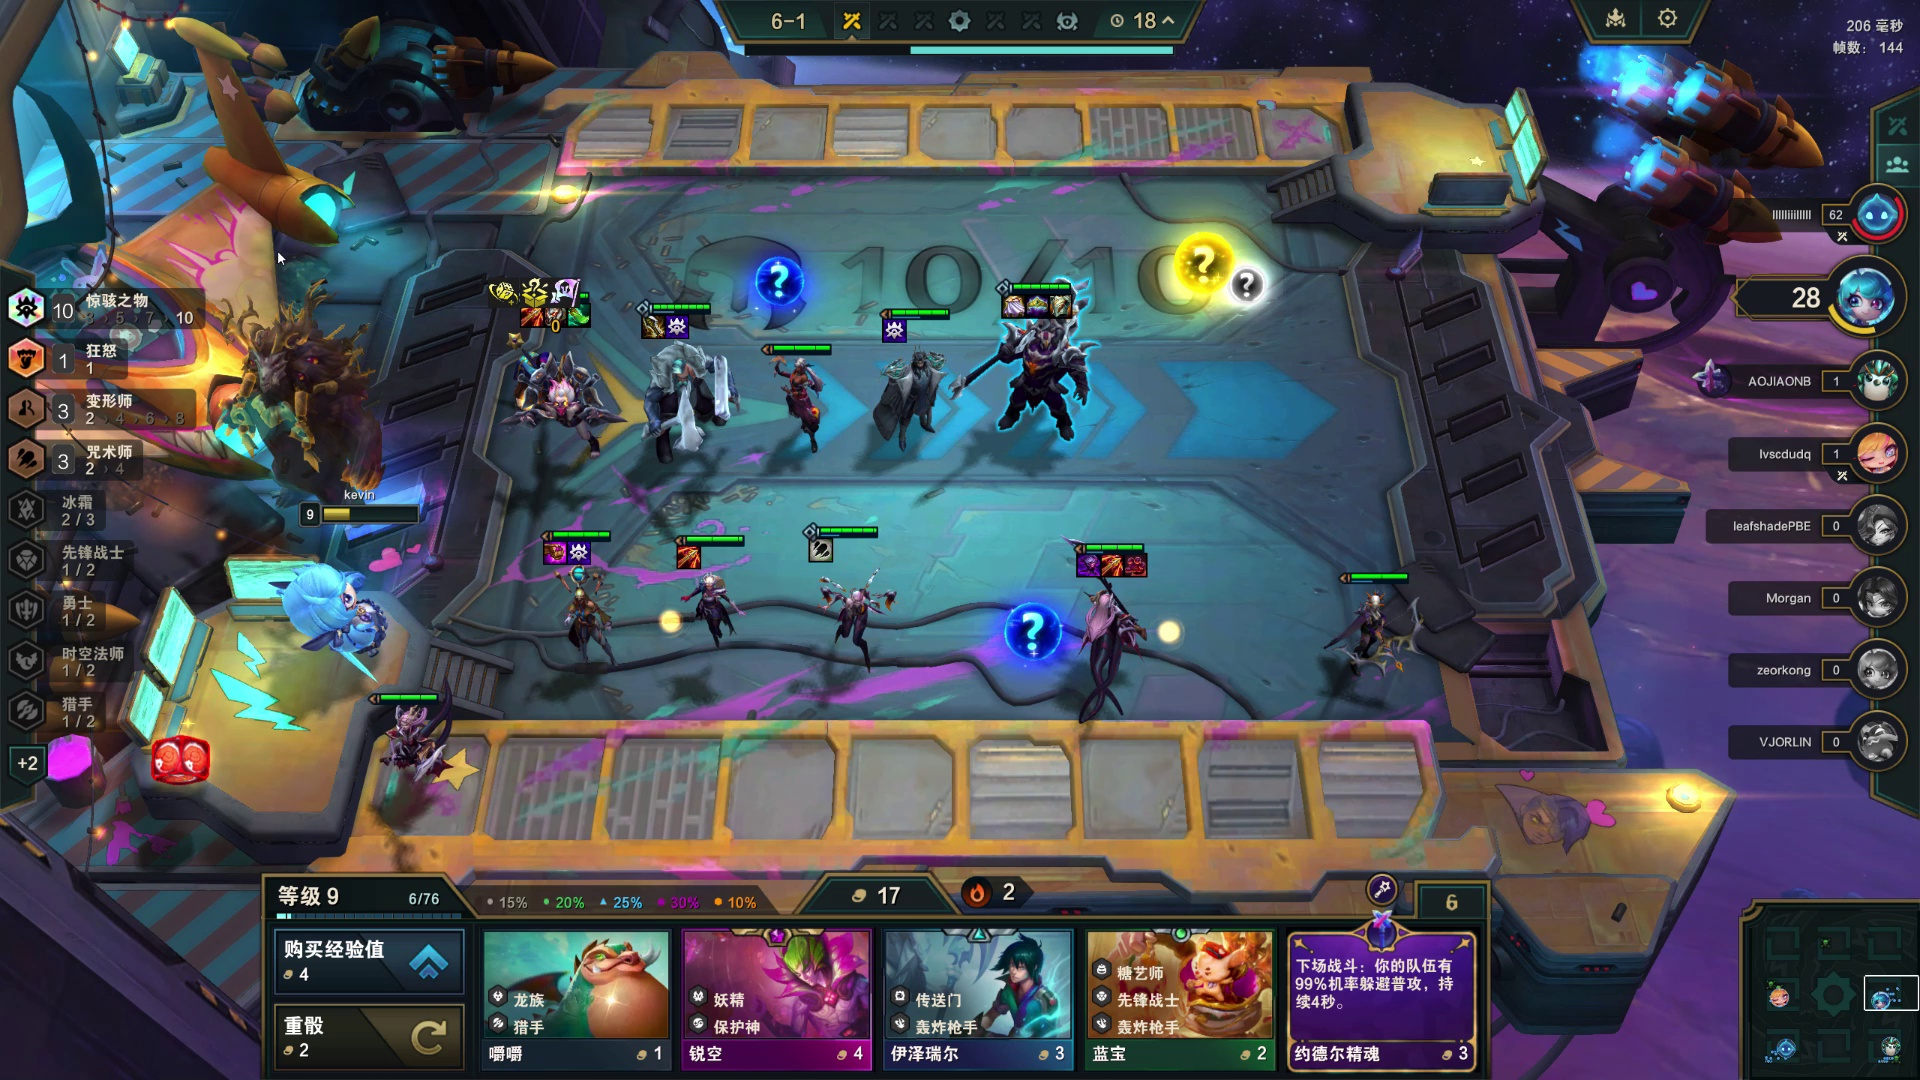 6-1
18
206 毫秒
帧数: 144
10/10
62
28
AOJIAONB 1
lvscdudq 1
leafshadePBE 0
Morgan 0
zeorkong 0
VJORLIN 0
10
惊骇之物
3 › 5 › 7 › 10
1
狂怒
1
3
变形师
2 › 4 › 6 › 8
3
咒术师
2 › 4
冰霜
2 / 3
先锋战士
1 / 2
勇士
1 / 2
时空法师
1 / 2
猎手
1 / 2
+2
kevin
9
0
等级 9
6/76
15%
20%
25%
30%
10%
17
2
6
购买经验值
4
重骰
2
龙族
猎手
嚼嚼 1
妖精
保护神
锐空 4
传送门
轰炸枪手
伊泽瑞尔 3
糖艺师
先锋战士
轰炸枪手
蓝宝 2
下场战斗：你的队伍有
99%机率躲避普攻，持
续4秒。
约德尔精魂 3